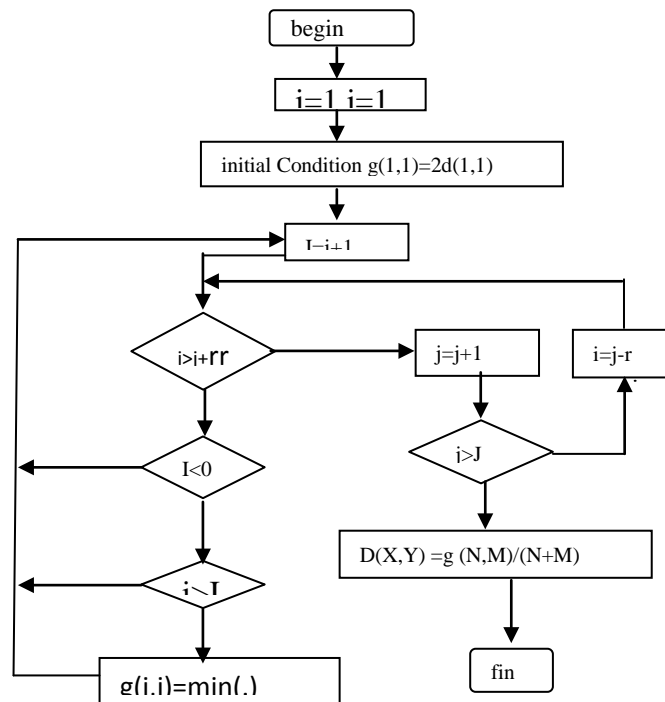 begin
i=1 j=1
initial Condition g(1,1)=2d(1,1)
I=i+1
i>i+rr
j=j+1
i=j-r
I<0
j>J
D(X,Y) =g (N,M)/(N+M)
fin
g(i,j)=min(.)